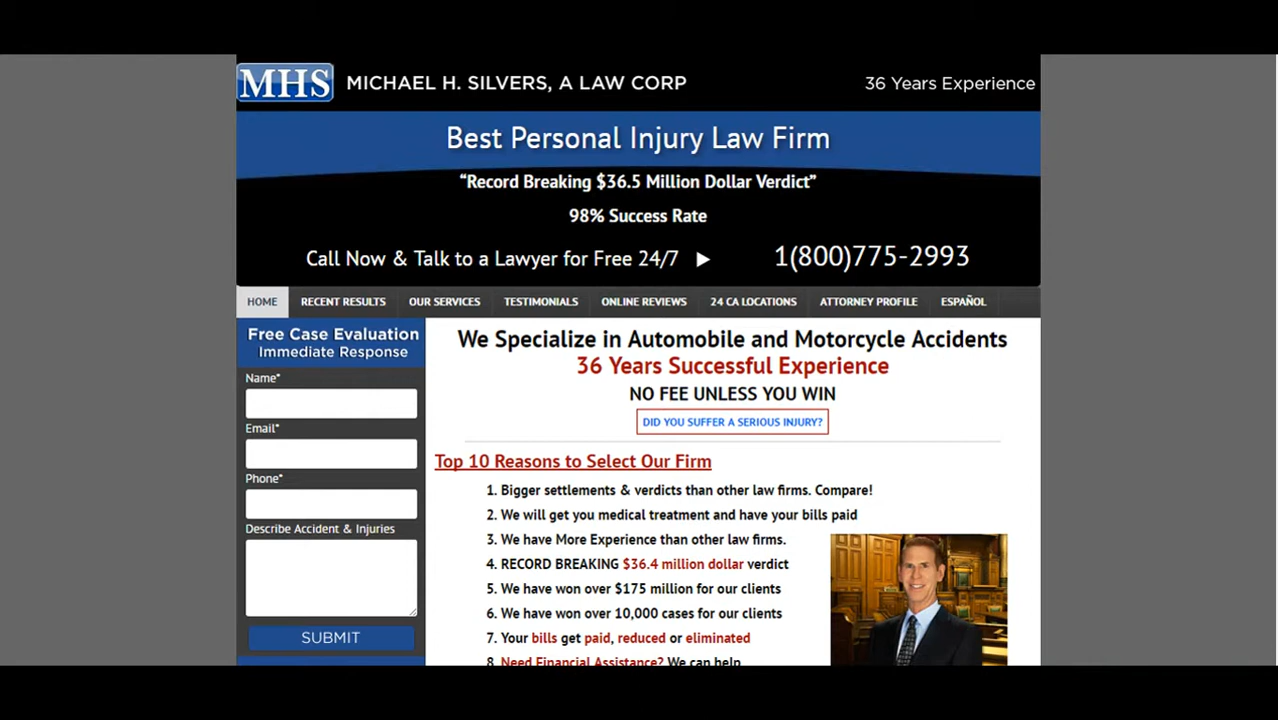 MHS MICHAEL H. SILVERS, A LAW CORP 36 Years Experience
Best Personal Injury Law Firm
“Record Breaking $36.5 Million Dollar Verdict”
98% Success Rate
Call Now & Talk to a Lawyer for Free 24/7 ► 1(800)775-2993
HOME RECENT RESULTS OUR SERVICES TESTIMONIALS ONLINE REVIEWS 24 CA LOCATIONS ATTORNEY PROFILE ESPAÑOL
Free Case Evaluation
Immediate Response
Name*
Email*
Phone*
Describe Accident & Injuries
SUBMIT
We Specialize in Automobile and Motorcycle Accidents
36 Years Successful Experience
NO FEE UNLESS YOU WIN
DID YOU SUFFER A SERIOUS INJURY?
Top 10 Reasons to Select Our Firm
1. Bigger settlements & verdicts than other law firms. Compare!
2. We will get you medical treatment and have your bills paid
3. We have More Experience than other law firms.
4. RECORD BREAKING $36.4 million dollar verdict
5. We have won over $175 million for our clients
6. We have won over 10,000 cases for our clients
7. Your bills get paid, reduced or eliminated
8. Need Financial Assistance? We can help